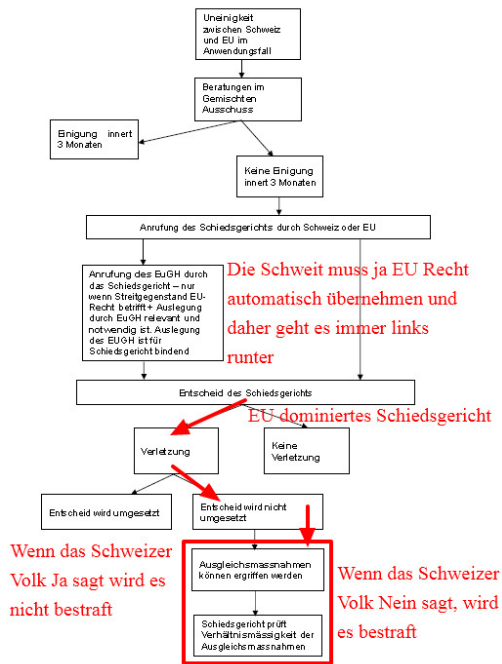 Uneinigkeit
zwischen Schweiz
und EU im
Anwendungsfall
Beratungen im
Gemischten
Ausschuss
Einigung innert
3 Monaten
Keine Einigung
innert 3 Monaten
Anrufung des Schiedsgerichts durch Schweiz oder EU
Anrufung des EuGH durch
das Schiedsgericht – nur
wenn Streitgegenstand EU-
Recht betrifft + Auslegung
durch EuGH relevant und
notwendig ist. Auslegung
des EUGH ist für
Schiedsgericht bindend
Die Schweit muss ja EU Recht
automatisch übernehmen und
daher geht es immer links
runter
Entscheid des Schiedsgerichts
EU dominiertes Schiedsgericht
Verletzung
Keine
Verletzung
Entscheid wird umgesetzt
Entscheid wird nicht
umgesetzt
Wenn das Schweizer
Volk Ja sagt wird es
nicht bestraft
Ausgleichsmassnahmen
können ergriffen werden
Schiedsgericht prüft
Verhältnismässigkeit der
Ausgleichsmassnahmen
Wenn das Schweizer
Volk Nein sagt, wird
es bestraft